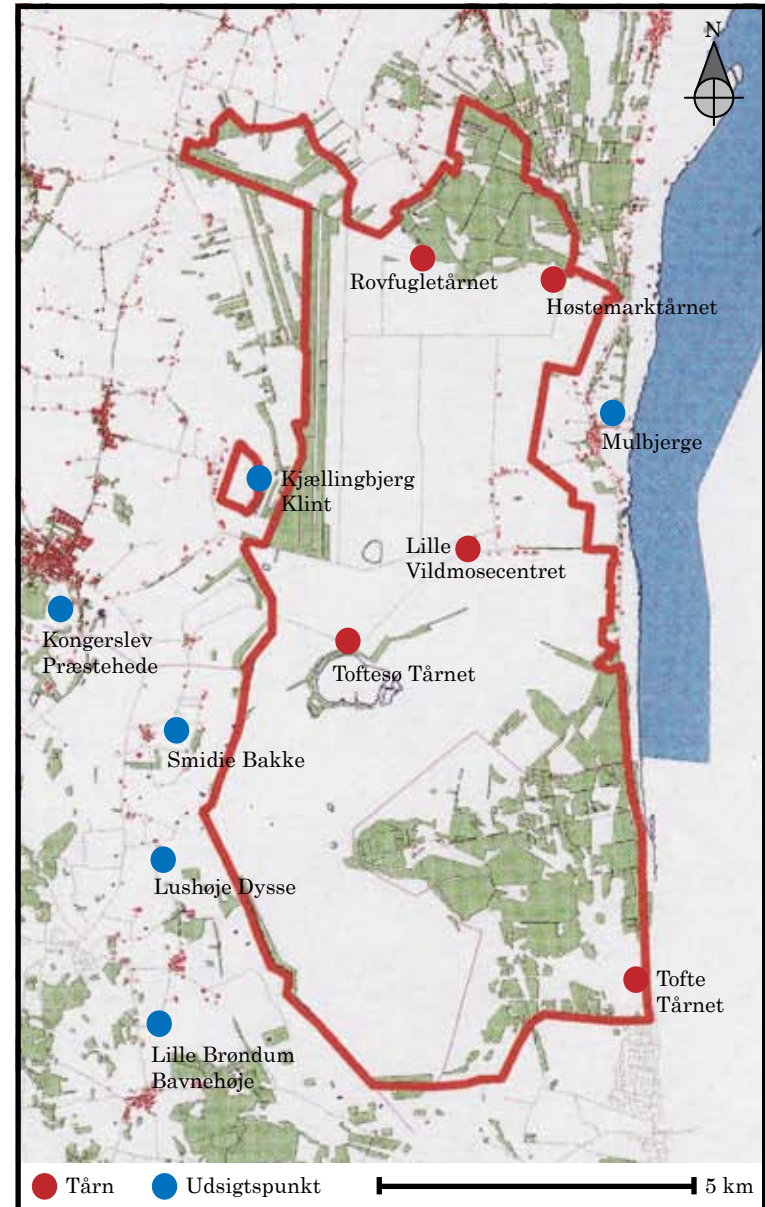 N
Rovfugletårnet
Høstemarktårnet
Mulbjerge
Kjællingbjerg
Klint
Lille
Vildmosecentret
Kongerslev
Præstehede
Toftesø Tårnet
Smidie Bakke
Lushøje Dysse
Tofte
Tårnet
Lille Brøndum
Bavnehøje
Tårn
Udsigtspunkt
5 km